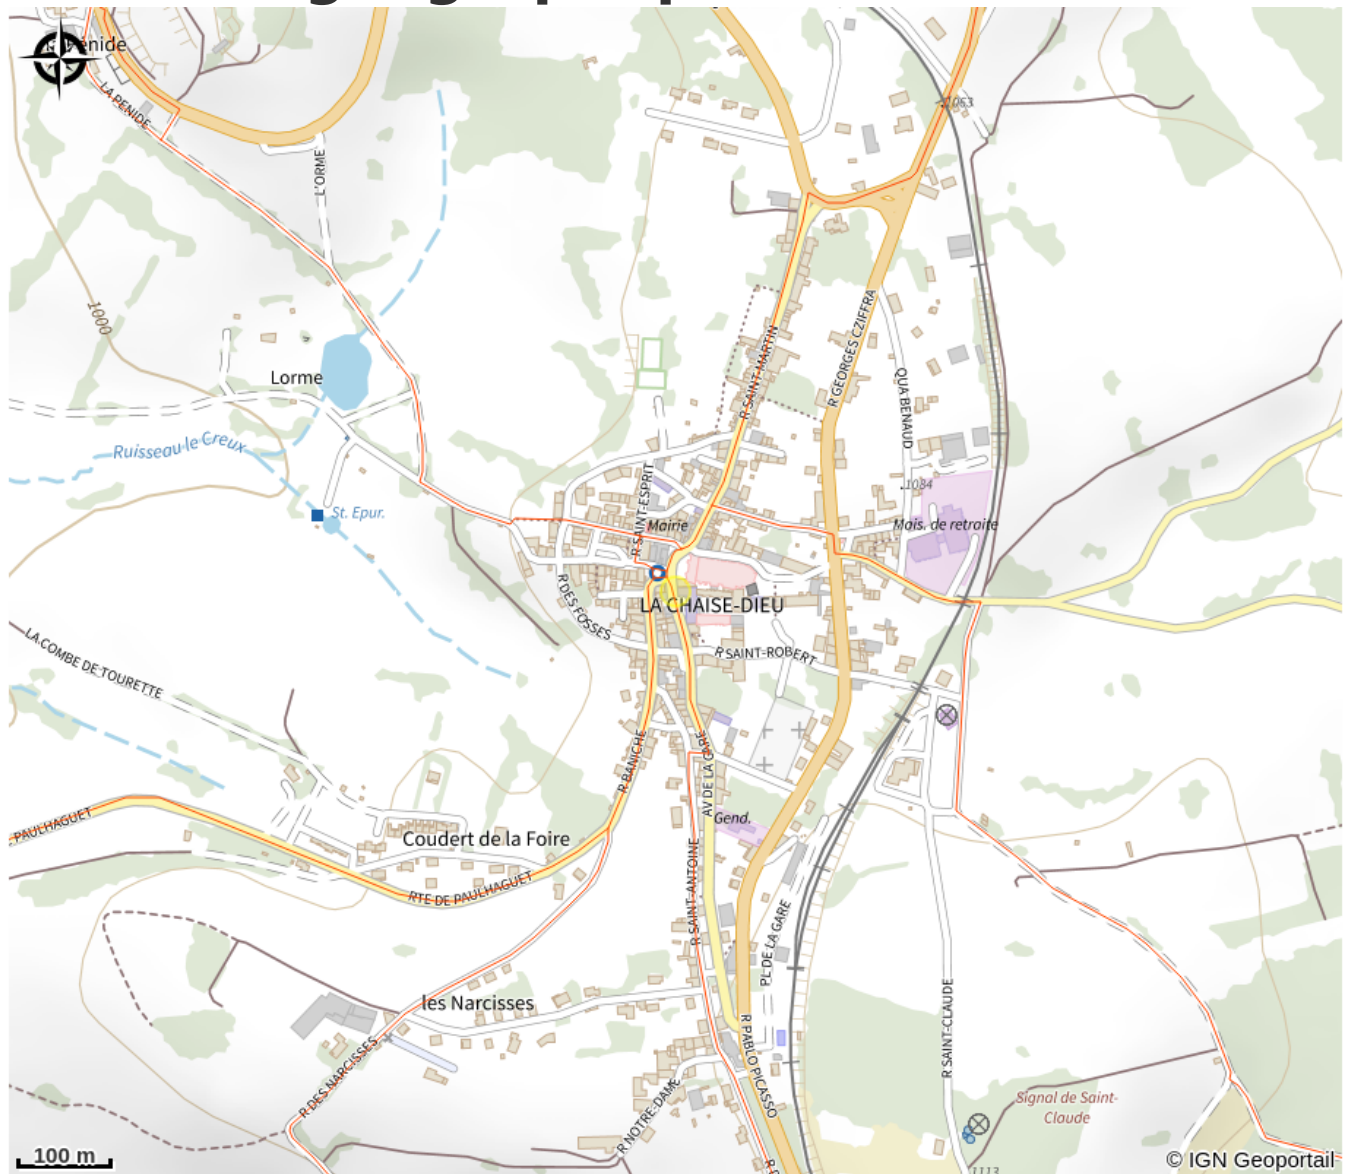 Pénide
LA PENIDE
L'ORME
1063
1000
R SAINT-MARTIN
R GEORGES CZIFFRA
QUA BENAUD
Lorme
Ruisseau le Creux
St. Epur.
R SAINT-ESPRIT
Mairie
1084
Mais. de retraite
R DES FOSSES
LA CHAISE-DIEU
R SAINT-ROBERT
LA COMBE DE TOURETTE
R BANICHE
AV DE LA GARE
PAULHAGUET
Coudert de la Foire
Gend.
RTE DE PAULHAGUET
R SAINT-ANTOINE
PL DE LA GARE
les Narcisses
R SAINT-CLAUDE
R DES NARCISSES
R NOTRE-DAME
R PABLO PICASSO
Signal de Saint-
Claude
100 m
1113
© IGN Geoportail